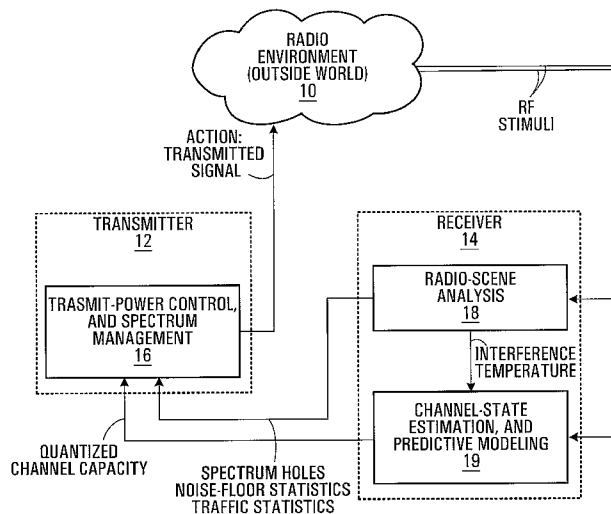 RADIO
ENVIRONMENT
(OUTSIDE WORLD)
10
RF
STIMULI
ACTION:
TRANSMITTED
SIGNAL
TRANSMITTER
12
TRASMIT-POWER CONTROL,
AND SPECTRUM
MANAGEMENT
16
RECEIVER
14
RADIO-SCENE
ANALYSIS
18
INTERFERENCE
TEMPERATURE
CHANNEL-STATE
ESTIMATION, AND
PREDICTIVE MODELING
19
QUANTIZED
CHANNEL CAPACITY
SPECTRUM HOLES
NOISE-FLOOR STATISTICS
TRAFFIC STATISTICS